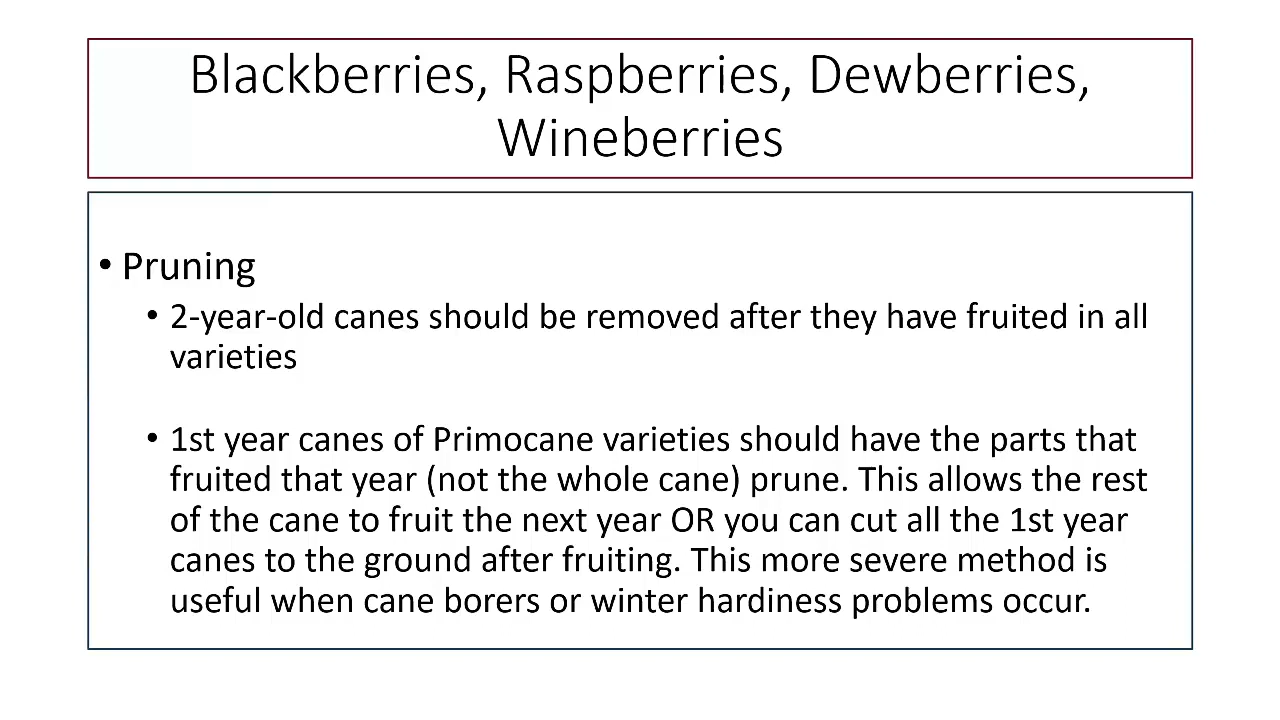 Blackberries, Raspberries, Dewberries,
Wineberries
• Pruning
• 2-year-old canes should be removed after they have fruited in all
varieties
• 1st year canes of Primocane varieties should have the parts that
fruited that year (not the whole cane) prune. This allows the rest
of the cane to fruit the next year OR you can cut all the 1st year
canes to the ground after fruiting. This more severe method is
useful when cane borers or winter hardiness problems occur.